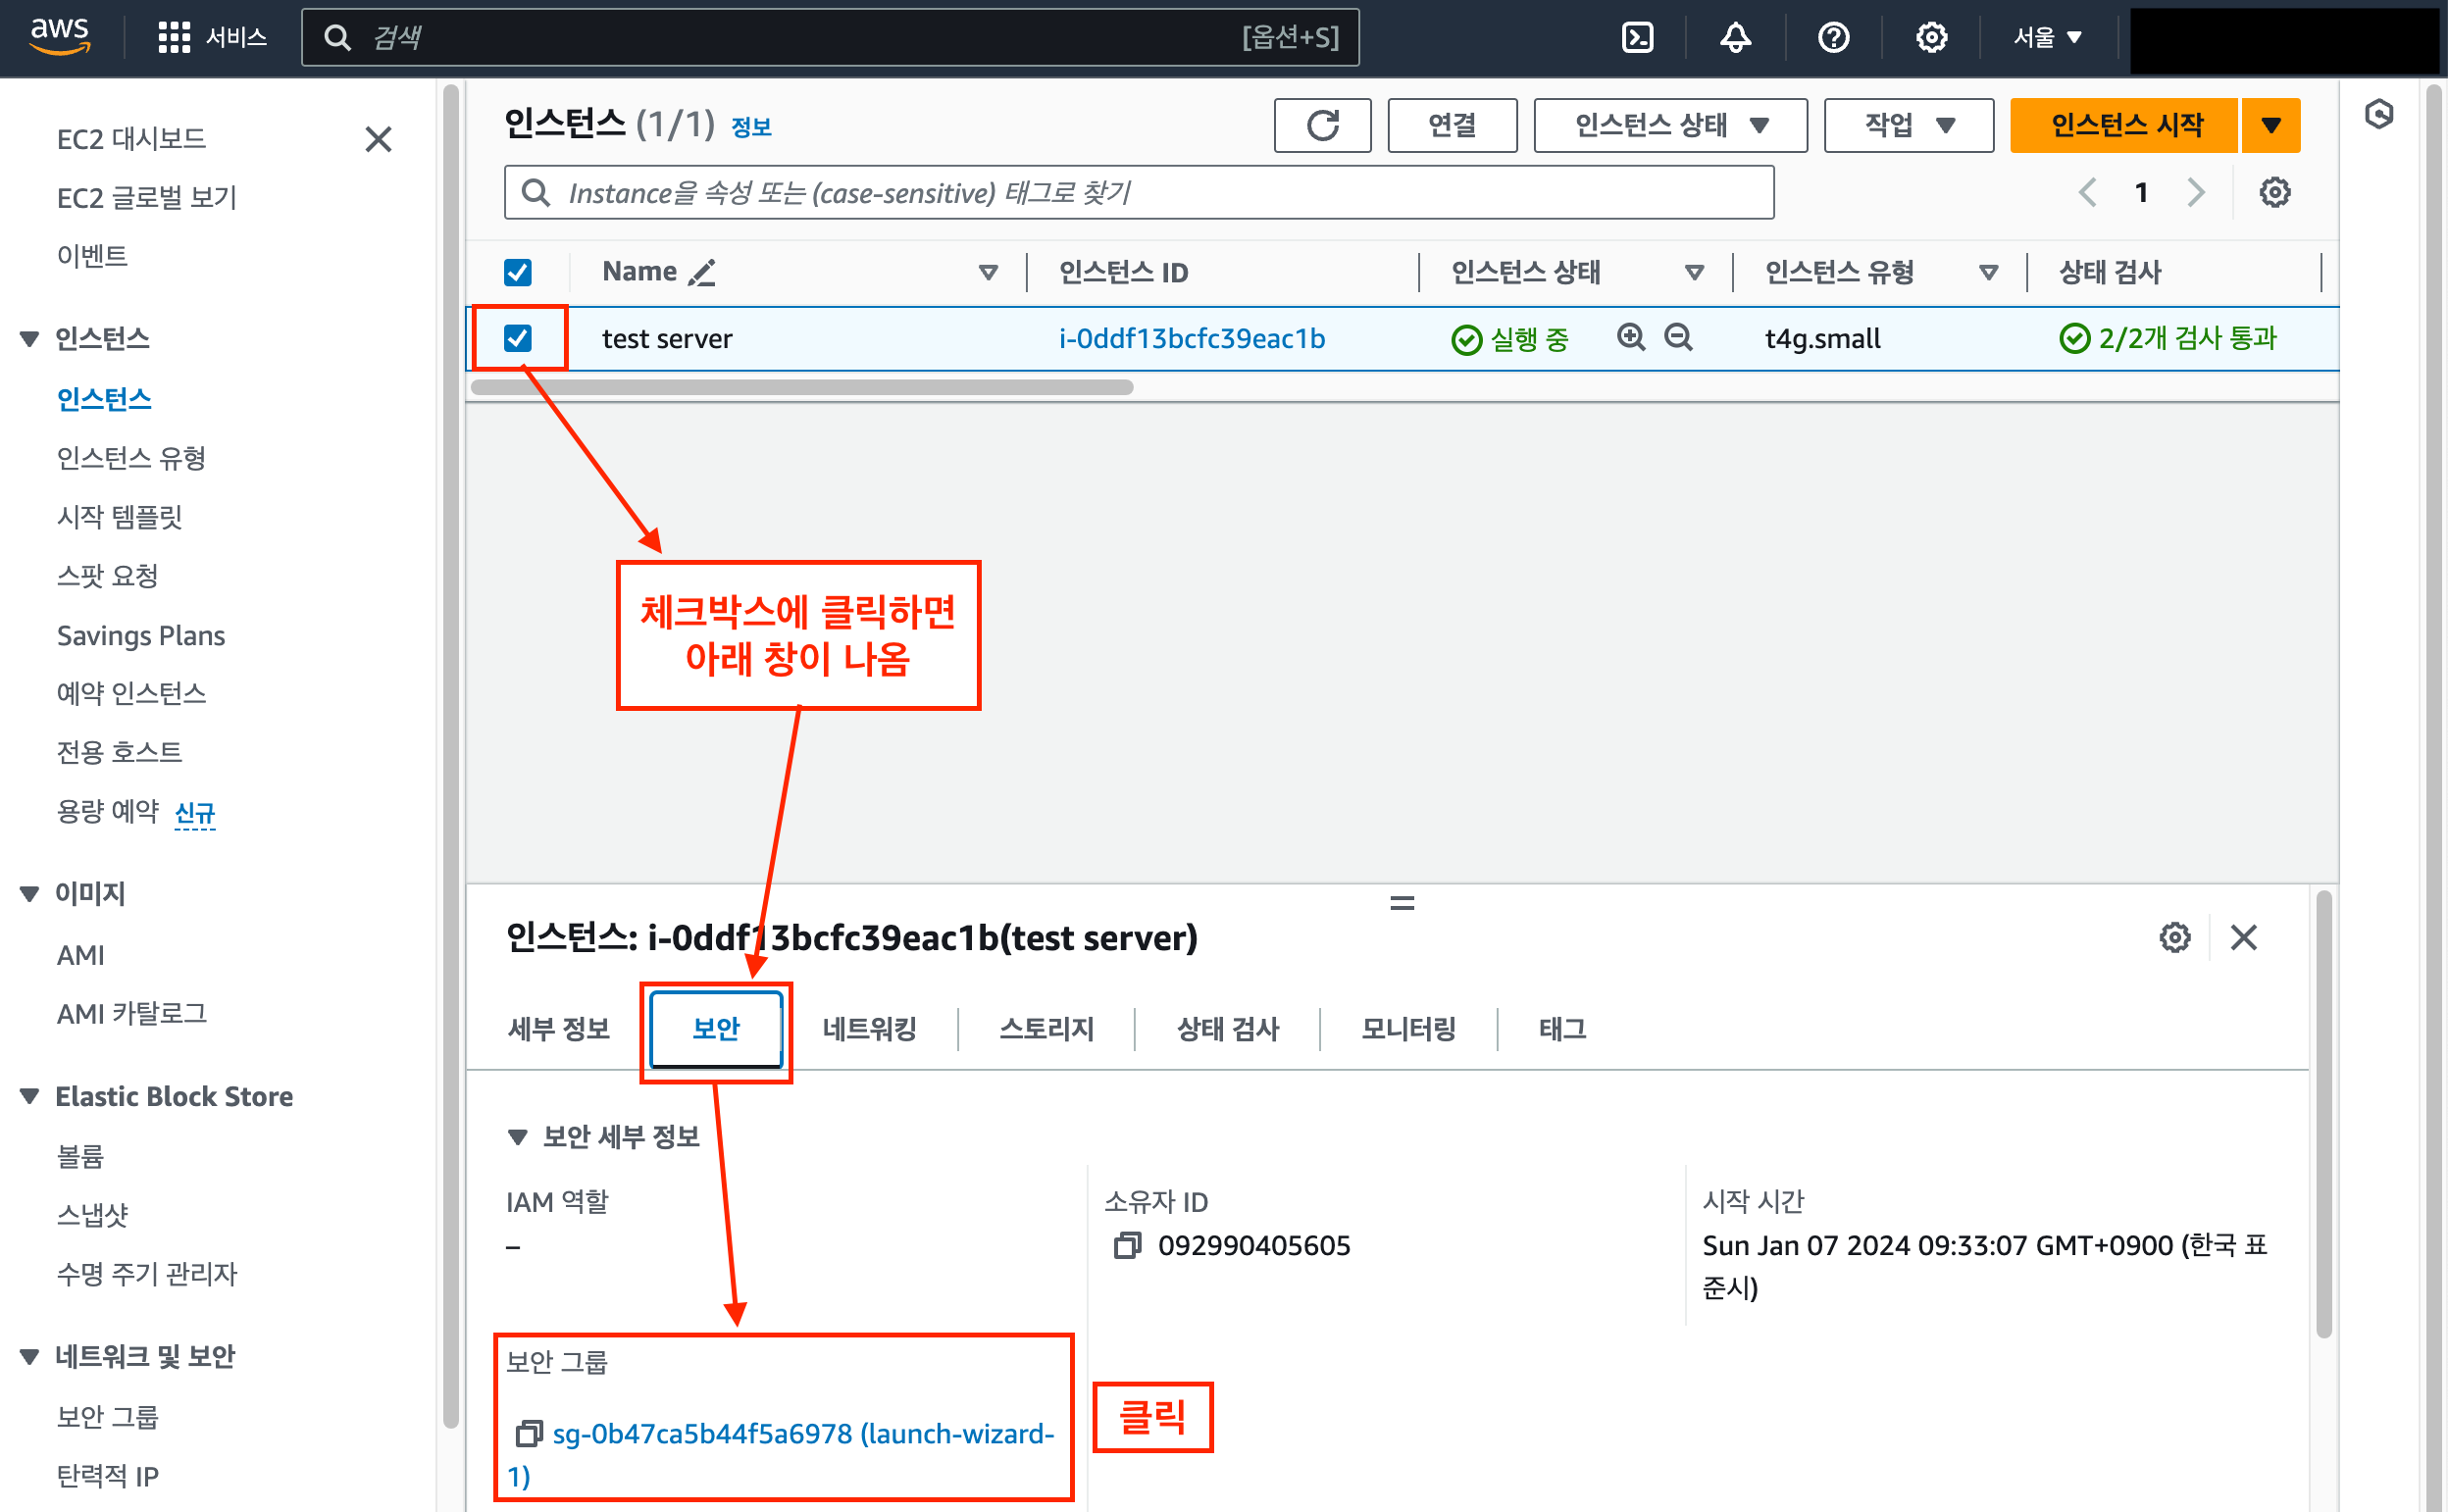 aws 서비스 검색 [옵션+S] 서울
EC2 대시보드
EC2 글로벌 보기
이벤트
인스턴스
인스턴스
인스턴스 유형
시작 템플릿
스팟 요청
Savings Plans
예약 인스턴스
전용 호스트
용량 예약 신규
이미지
AMI
AMI 카탈로그
Elastic Block Store
볼륨
스냅샷
수명 주기 관리자
네트워크 및 보안
보안 그룹
탄력적 IP
인스턴스 (1/1) 정보 연결 인스턴스 상태 작업 인스턴스 시작
Instance을 속성 또는 (case-sensitive) 태그로 찾기 1
Name 인스턴스 ID 인스턴스 상태 인스턴스 유형 상태 검사
test server i-0ddf13bcfc39eac1b 실행 중 t4g.small 2/2개 검사 통과
체크박스에 클릭하면
아래 창이 나옴
인스턴스: i-0ddf13bcfc39eac1b(test server)
세부 정보 보안 네트워킹 스토리지 상태 검사 모니터링 태그
보안 세부 정보
IAM 역할
–
소유자 ID
092990405605
시작 시간
Sun Jan 07 2024 09:33:07 GMT+0900 (한국 표
준시)
보안 그룹
sg-0b47ca5b44f5a6978 (launch-wizard-
1)
클릭